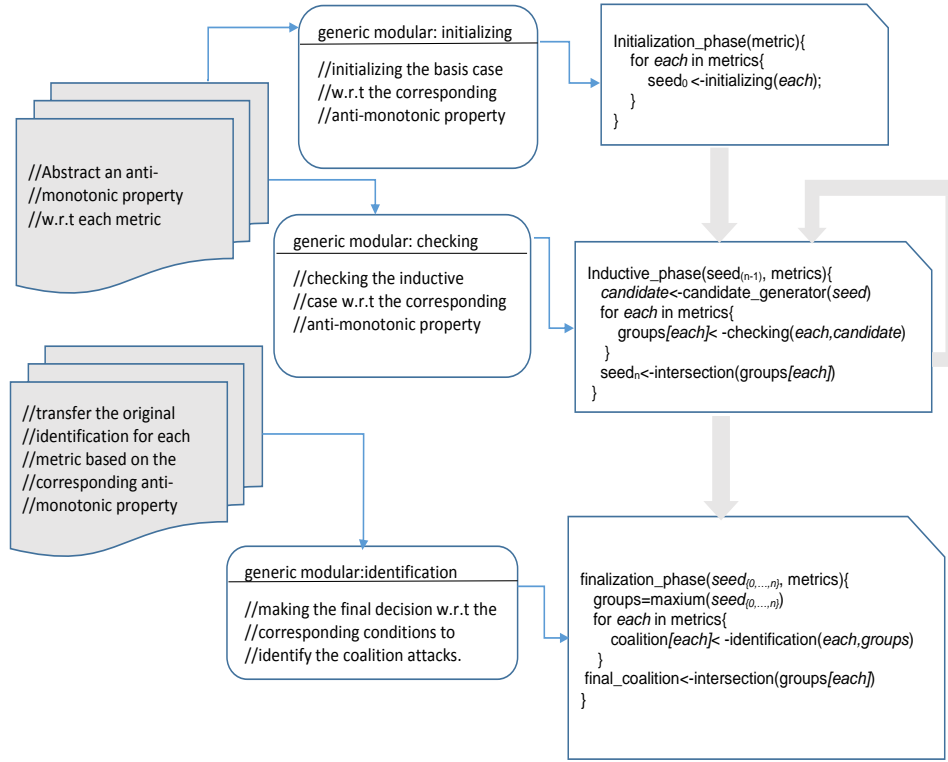 //Abstract an anti-
//monotonic property
//w.r.t each metric
generic modular: initializing
//initializing the basis case
//w.r.t the corresponding
//anti-monotonic property
Initialization_phase(metric){
for each in metrics{
seed0 <-initializing(each);
}
}
generic modular: checking
//checking the inductive
//case w.r.t the corresponding
//anti-monotonic property
Inductive_phase(seed(n-1), metrics){
candidate<-candidate_generator(seed)
for each in metrics{
groups[each]< -checking(each,candidate)
}
seedn<-intersection(groups[each])
}
//transfer the original
//identification for each
//metric based on the
//corresponding anti-
//monotonic property
generic modular:identification
//making the final decision w.r.t the
//corresponding conditions to
//identify the coalition attacks.
finalization_phase(seed{0,...,n}, metrics){
groups=maxium(seed{0,...,n})
for each in metrics{
coalition[each]< -identification(each,groups)
}
final_coalition<-intersection(groups[each])
}